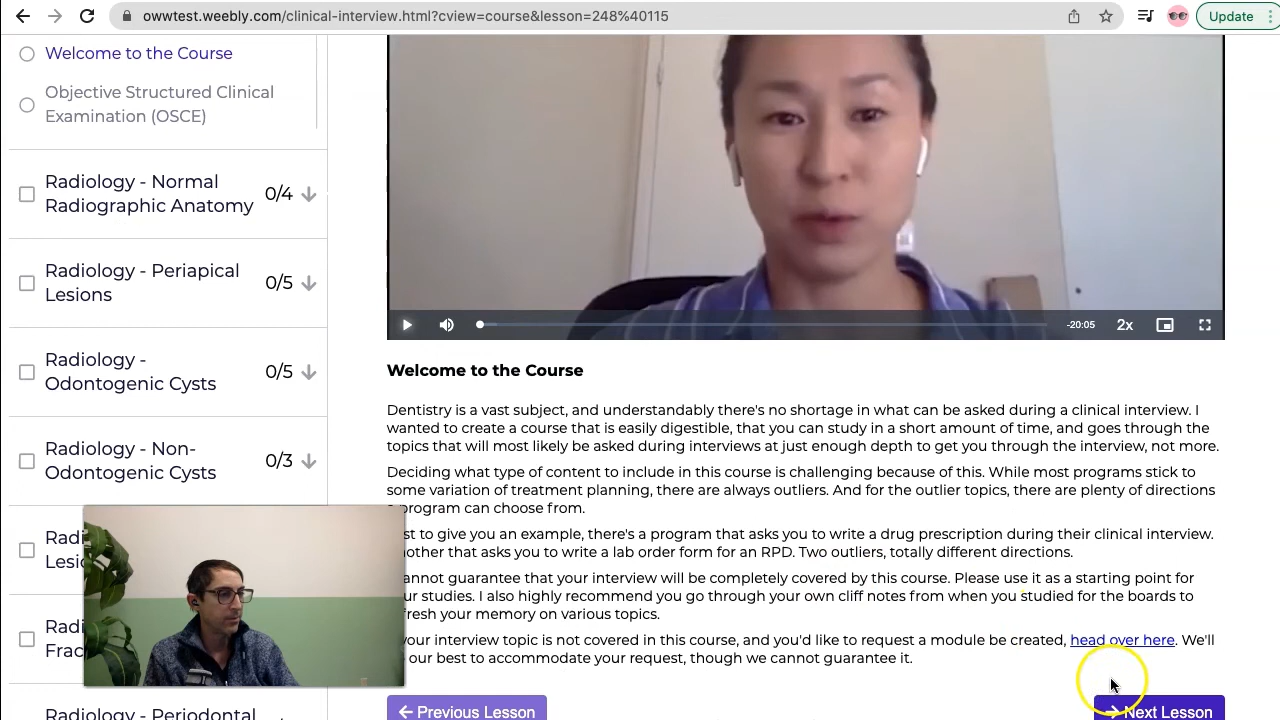 owwtest.weebly.com/clinical-interview.html?cview=course&lesson=248%40115
Update
Welcome to the Course
Objective Structured Clinical
Examination (OSCE)
Radiology - Normal
Radiographic Anatomy
0/4
Radiology - Periapical
Lesions
0/5
Radiology -
Odontogenic Cysts
0/5
Radiology - Non-
Odontogenic Cysts
0/3
Radiology - Periodontal
-20:05
2x
Welcome to the Course
Dentistry is a vast subject, and understandably there's no shortage in what can be asked during a clinical interview. I
wanted to create a course that is easily digestible, that you can study in a short amount of time, and goes through the
topics that will most likely be asked during interviews at just enough depth to get you through the interview, not more.
Deciding what type of content to include in this course is challenging because of this. While most programs stick to
some variation of treatment planning, there are always outliers. And for the outlier topics, there are plenty of directions
a program can choose from.
to give you an example, there's a program that asks you to write a drug prescription during their clinical interview.
that asks you to write a lab order form for an RPD. Two outliers, totally different directions.
guarantee that your interview will be completely covered by this course. Please use it as a starting point for
studies. I also highly recommend you go through your own cliff notes from when you studied for the boards to
your memory on various topics.
your interview topic is not covered in this course, and you'd like to request a module be created, head over here. We'll
our best to accommodate your request, though we cannot guarantee it.
← Previous Lesson
→ Next Lesson